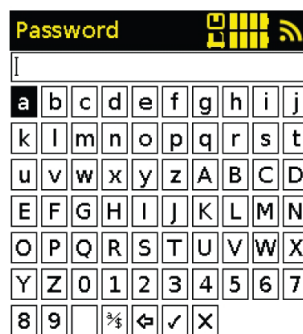 Password
a b c d e f g h i j
k l m n o p q r s t
u v w x y z A B C D
E F G H I J K L M N
O P Q R S T U V W X
Y Z 0 1 2 3 4 5 6 7
8 9 ⅍$ ⇦ ✓ X